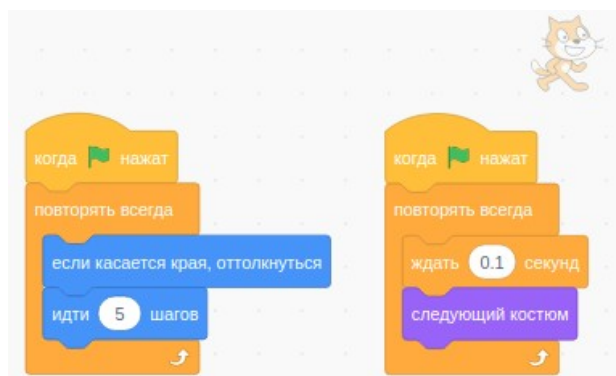 когда нажат
повторять всегда
если касается края, оттолкнуться
идти 5 шагов
когда нажат
повторять всегда
ждать 0.1 секунд
следующий костюм